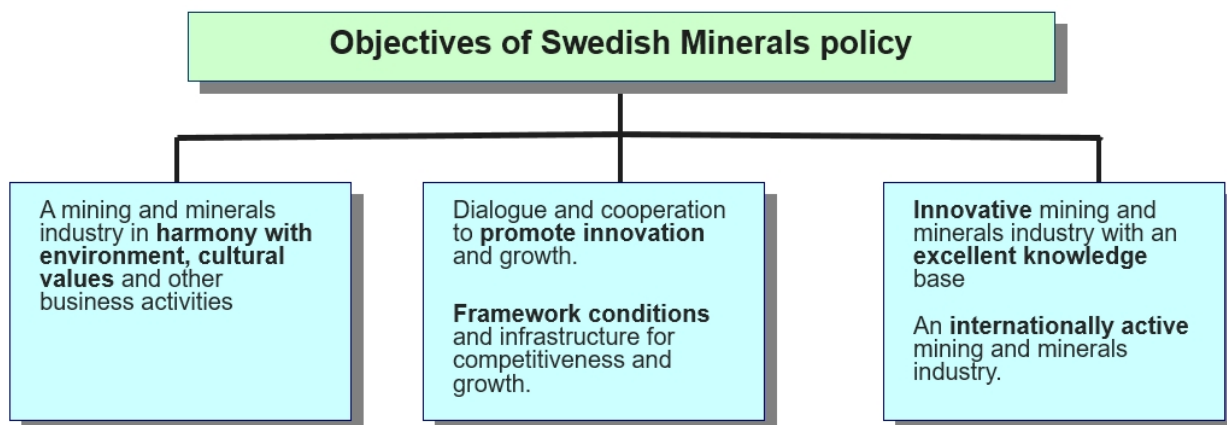 Objectives of Swedish Minerals policy
A mining and minerals
industry in harmony with
environment, cultural
values and other
business activities
Dialogue and cooperation
to promote innovation
and growth.
Framework conditions
and infrastructure for
competitiveness and
growth.
Innovative mining and
minerals industry with an
excellent knowledge
base
An internationally active
mining and minerals
industry.